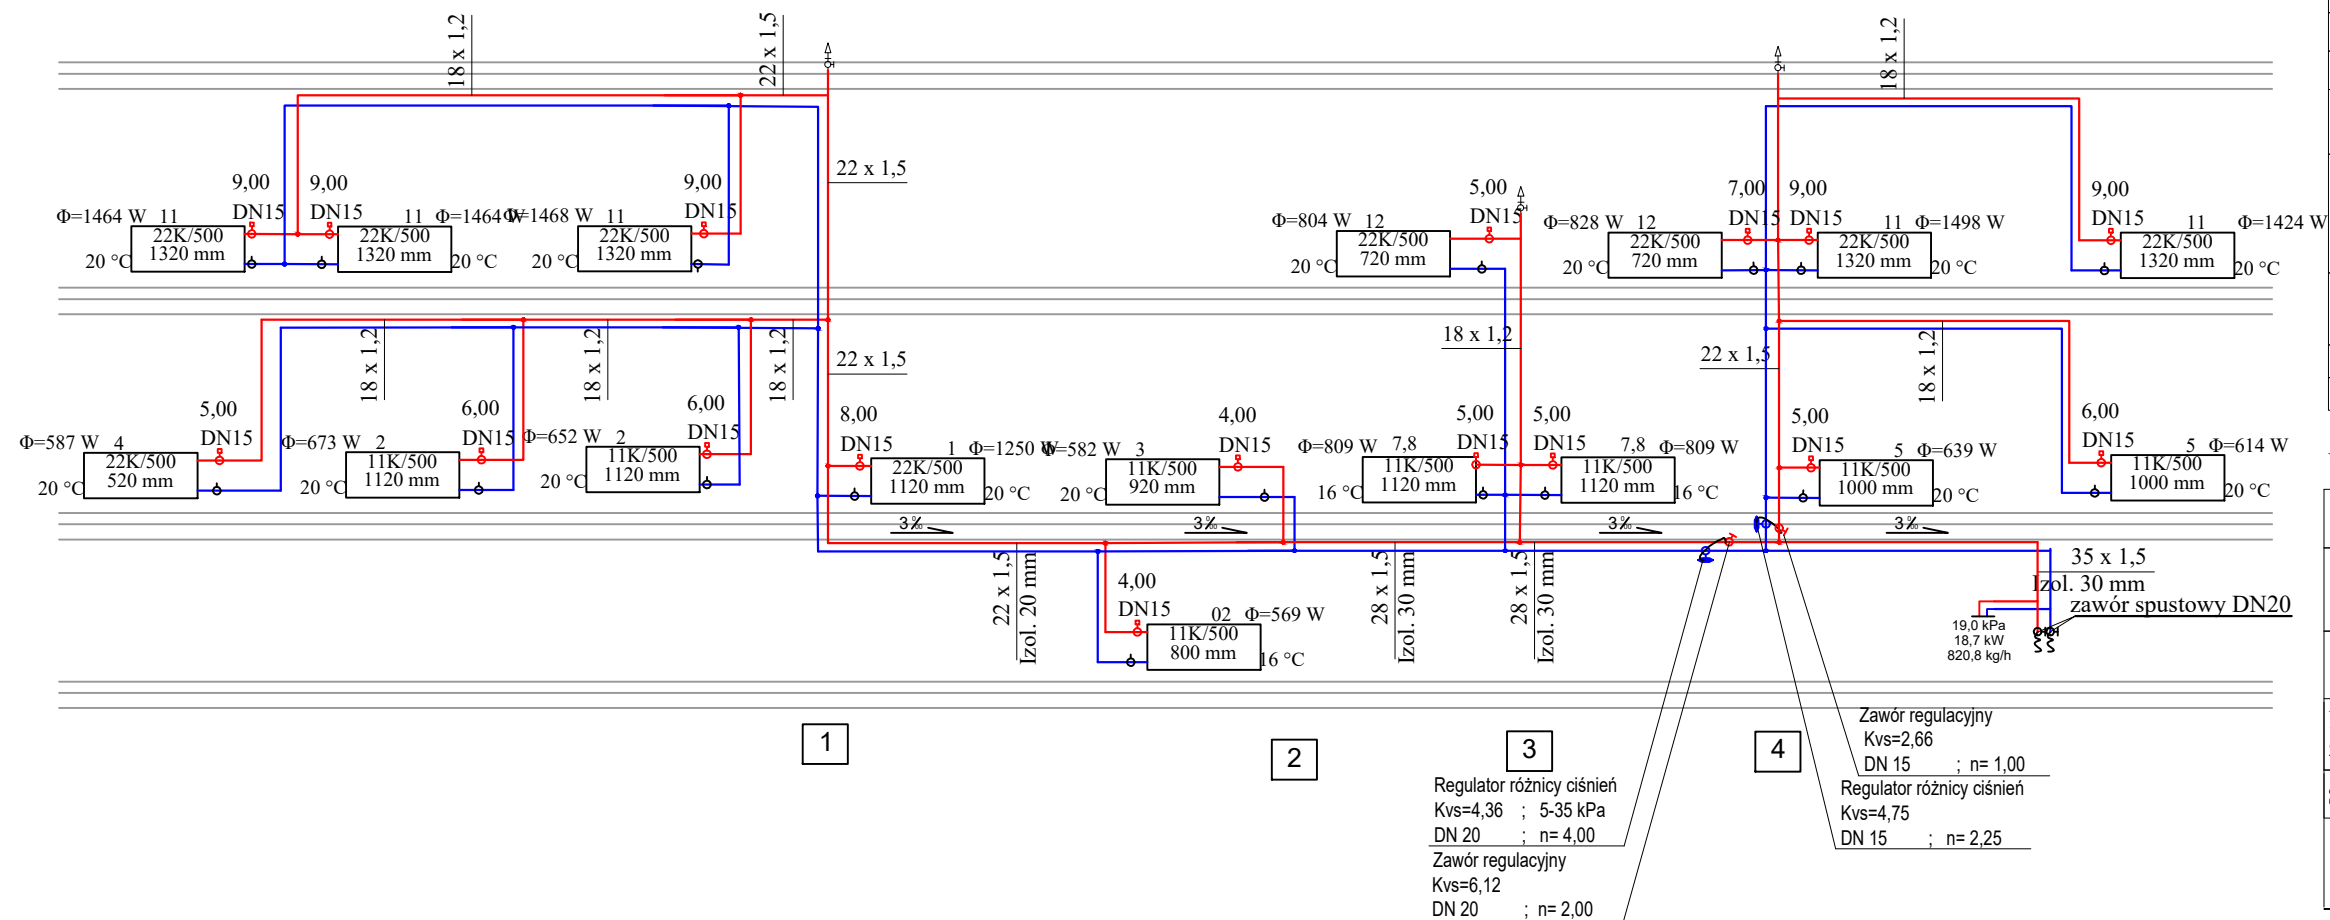 18 x 1,2
22 x 1,5
18 x 1,2
22 x 1,5
9,00
DN15
9,00
DN15
9,00
DN15
5,00
DN15
7,00
DN15
9,00
DN15
9,00
DN15
Φ=1464 W 11
22K/500
1320 mm
20 °C
11 Φ=1464 W
22K/500
1320 mm
20 °C
Φ=1468 W 11
22K/500
1320 mm
20 °C
Φ=804 W 12
22K/500
720 mm
20 °C
Φ=828 W 12
22K/500
720 mm
20 °C
11 Φ=1498 W
22K/500
1320 mm
20 °C
11 Φ=1424 W
22K/500
1320 mm
20 °C
18 x 1,2
18 x 1,2
18 x 1,2
22 x 1,5
18 x 1,2
22 x 1,5
18 x 1,2
5,00
DN15
6,00
DN15
6,00
DN15
8,00
DN15
4,00
DN15
5,00
DN15
5,00
DN15
5,00
DN15
6,00
DN15
Φ=587 W 4
22K/500
520 mm
20 °C
Φ=673 W 2
11K/500
1120 mm
20 °C
Φ=652 W 2
11K/500
1120 mm
20 °C
1 Φ=1250 W
22K/500
1120 mm
20 °C
Φ=582 W 3
11K/500
920 mm
20 °C
Φ=809 W 7,8
11K/500
1120 mm
16 °C
7,8 Φ=809 W
11K/500
1120 mm
16 °C
5 Φ=639 W
11K/500
1000 mm
20 °C
5 Φ=614 W
11K/500
1000 mm
20 °C
3‰
3‰
3‰
3‰
22 x 1,5
Izol. 20 mm
28 x 1,5
Izol. 30 mm
28 x 1,5
Izol. 30 mm
35 x 1,5
Izol. 30 mm
zawór spustowy DN20
4,00
DN15
02 Φ=569 W
11K/500
800 mm
16 °C
19,0 kPa
18,7 kW
820,8 kg/h
1
2
3
4
Zawór regulacyjny
Kvs=2,66
DN 15 ; n= 1,00
Regulator różnicy ciśnień
Kvs=4,36 ; 5-35 kPa
DN 20 ; n= 4,00
Regulator różnicy ciśnień
Kvs=4,75
DN 15 ; n= 2,25
Zawór regulacyjny
Kvs=6,12
DN 20 ; n= 2,00